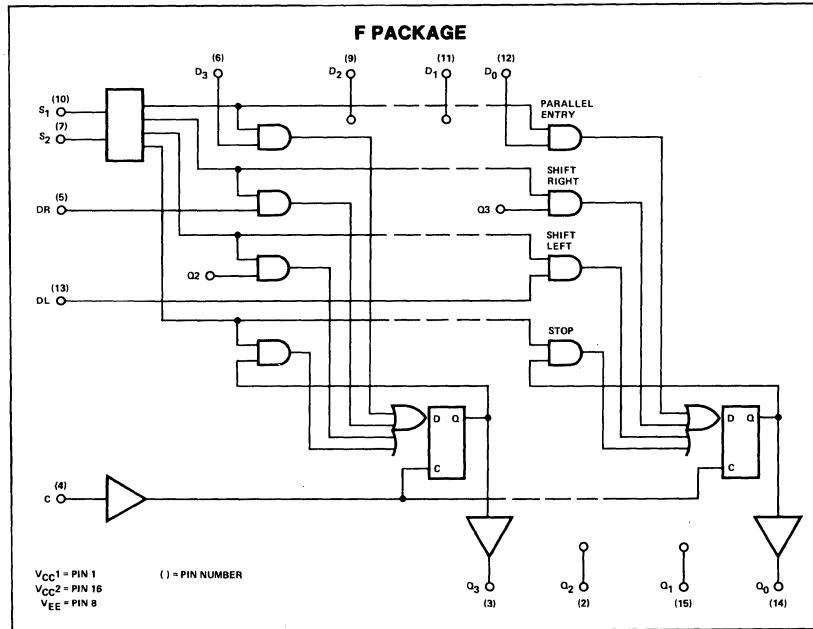 F PACKAGE
(6) (9) (11) (12)
D3 D2 D1 D0
(10)
S1
(7)
S2
PARALLEL
ENTRY
(5)
DR
SHIFT
RIGHT
Q3
SHIFT
LEFT
Q2
(13)
DL
STOP
D Q
C
D Q
C
(4)
C
VCC1 = PIN 1
VCC2 = PIN 16
VEE = PIN 8
( ) = PIN NUMBER
Q3 Q2 Q1 Q0
(3) (2) (15) (14)